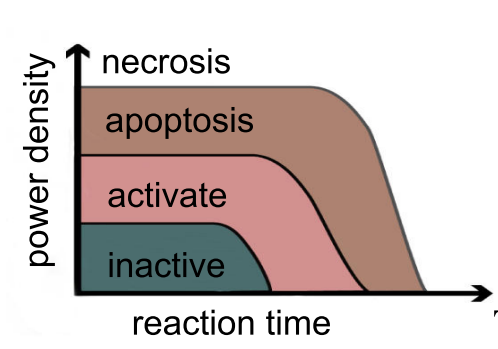 necrosis
apoptosis
activate
inactive
power density
reaction time